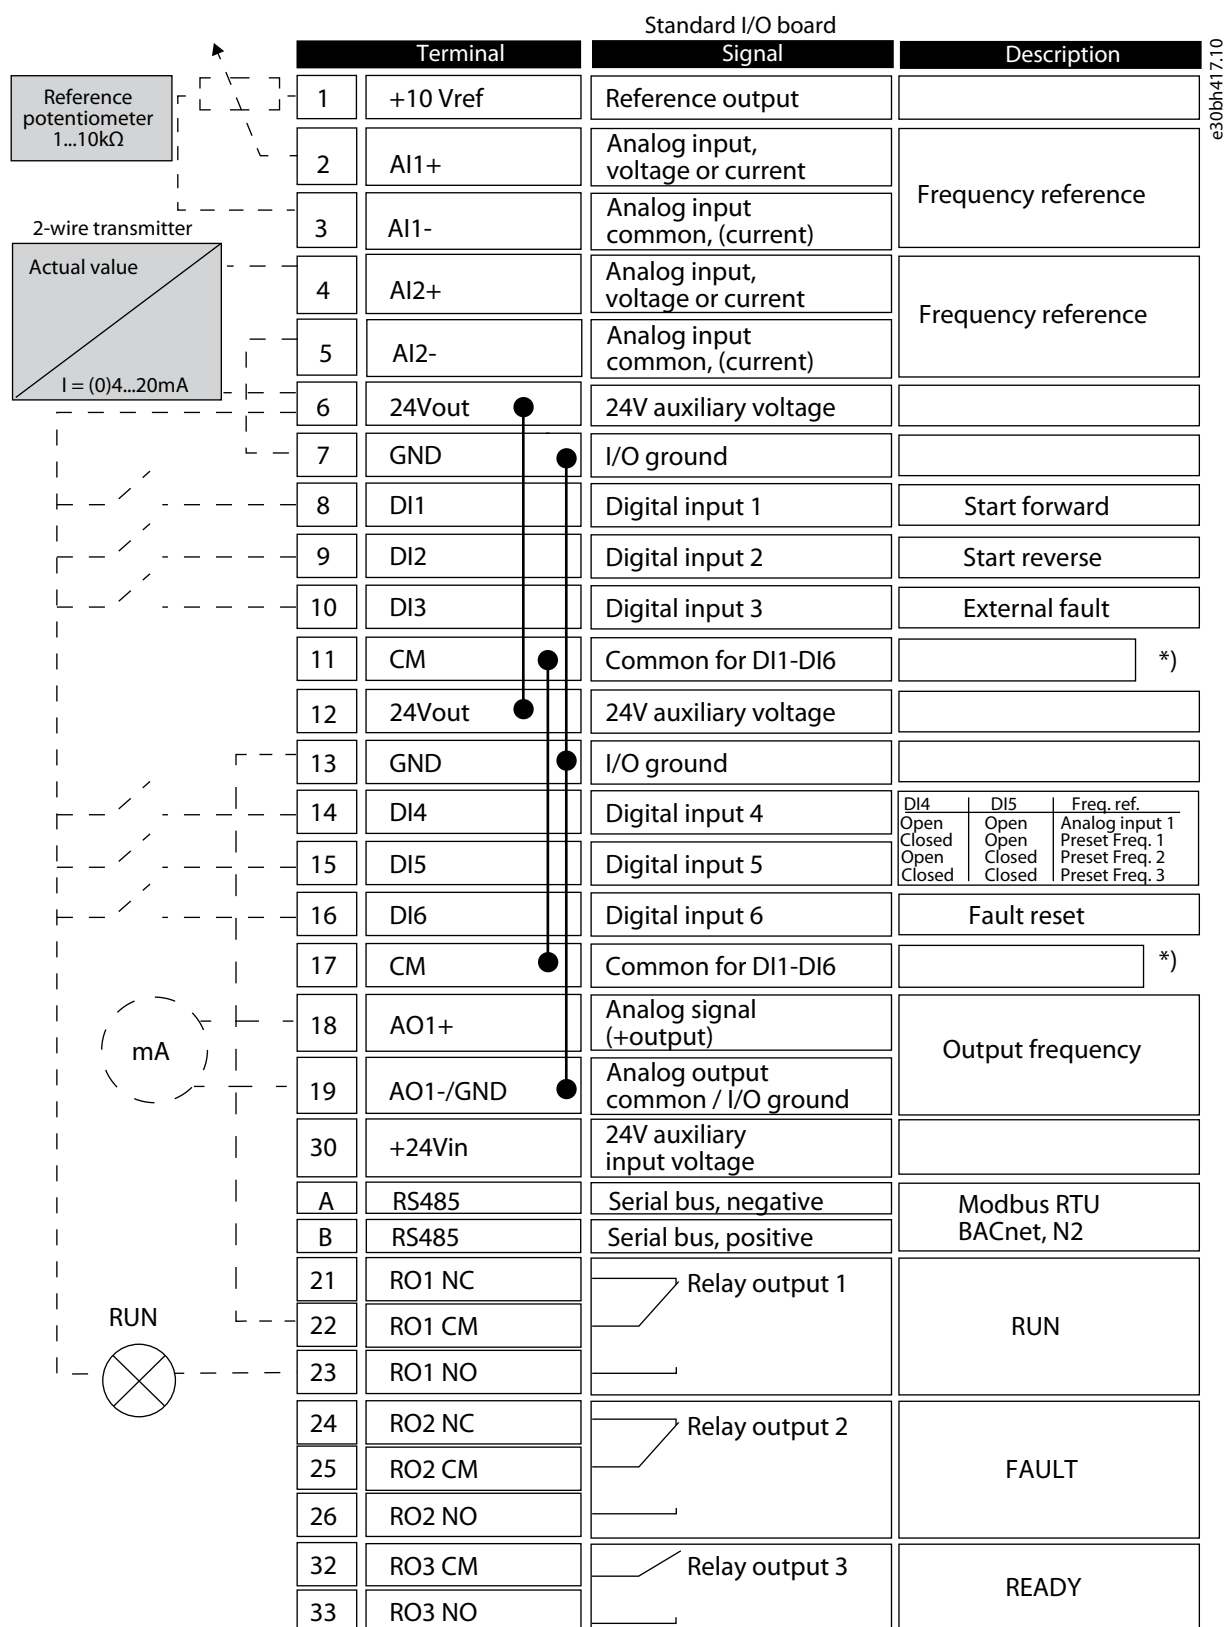 Standard I/O board
Terminal Signal Description
e30bh417.10
Reference
potentiometer
1...10kΩ
1 +10 Vref Reference output
2 AI1+ Analog input,
voltage or current
Frequency reference
3 AI1- Analog input
common, (current)
2-wire transmitter
Actual value
I = (0)4...20mA
4 AI2+ Analog input,
voltage or current
Frequency reference
5 AI2- Analog input
common, (current)
6 24Vout 24V auxiliary voltage
7 GND I/O ground
8 DI1 Digital input 1 Start forward
9 DI2 Digital input 2 Start reverse
10 DI3 Digital input 3 External fault
11 CM Common for DI1-DI6 *)
12 24Vout 24V auxiliary voltage
13 GND I/O ground
14 DI4 Digital input 4
15 DI5 Digital input 5
DI4 DI5 Freq. ref.
Open Open Analog input 1
Closed Open Preset Freq. 1
Open Closed Preset Freq. 2
Closed Closed Preset Freq. 3
16 DI6 Digital input 6 Fault reset
17 CM Common for DI1-DI6 *)
mA
18 AO1+ Analog signal
(+output)
Output frequency
19 AO1-/GND Analog output
common / I/O ground
30 +24Vin 24V auxiliary
input voltage
A RS485 Serial bus, negative
B RS485 Serial bus, positive
Modbus RTU
BACnet, N2
21 RO1 NC Relay output 1
RUN
22 RO1 CM RUN
23 RO1 NO
24 RO2 NC Relay output 2
25 RO2 CM FAULT
26 RO2 NO
32 RO3 CM Relay output 3
READY
33 RO3 NO